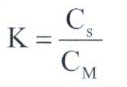 K = C_s / C_M